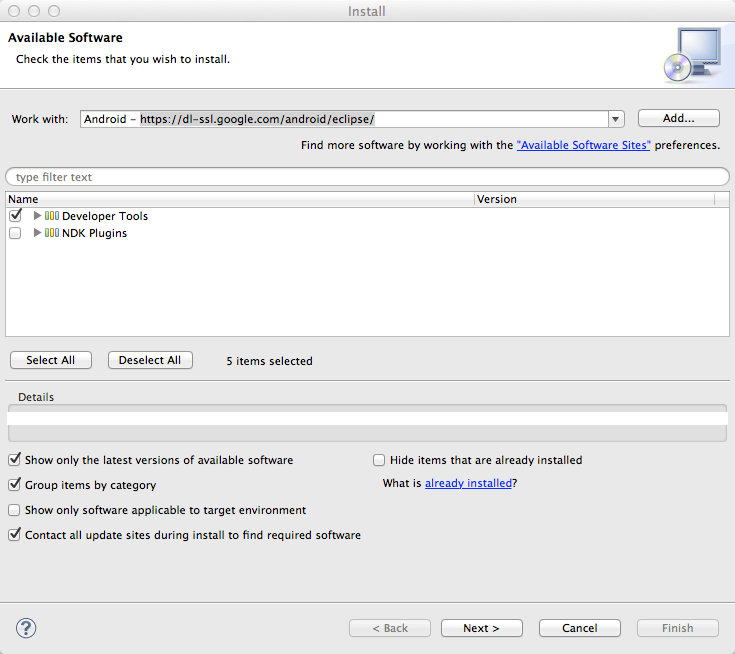 Install
Available Software
Check the items that you wish to install.
Work with: Android - https://dl-ssl.google.com/android/eclipse/ Add...
Find more software by working with the "Available Software Sites" preferences.
type filter text
Name Version
Developer Tools
NDK Plugins
Select All Deselect All 5 items selected
Details
Show only the latest versions of available software Hide items that are already installed
Group items by category What is already installed?
Show only software applicable to target environment
Contact all update sites during install to find required software
? < Back Next > Cancel Finish